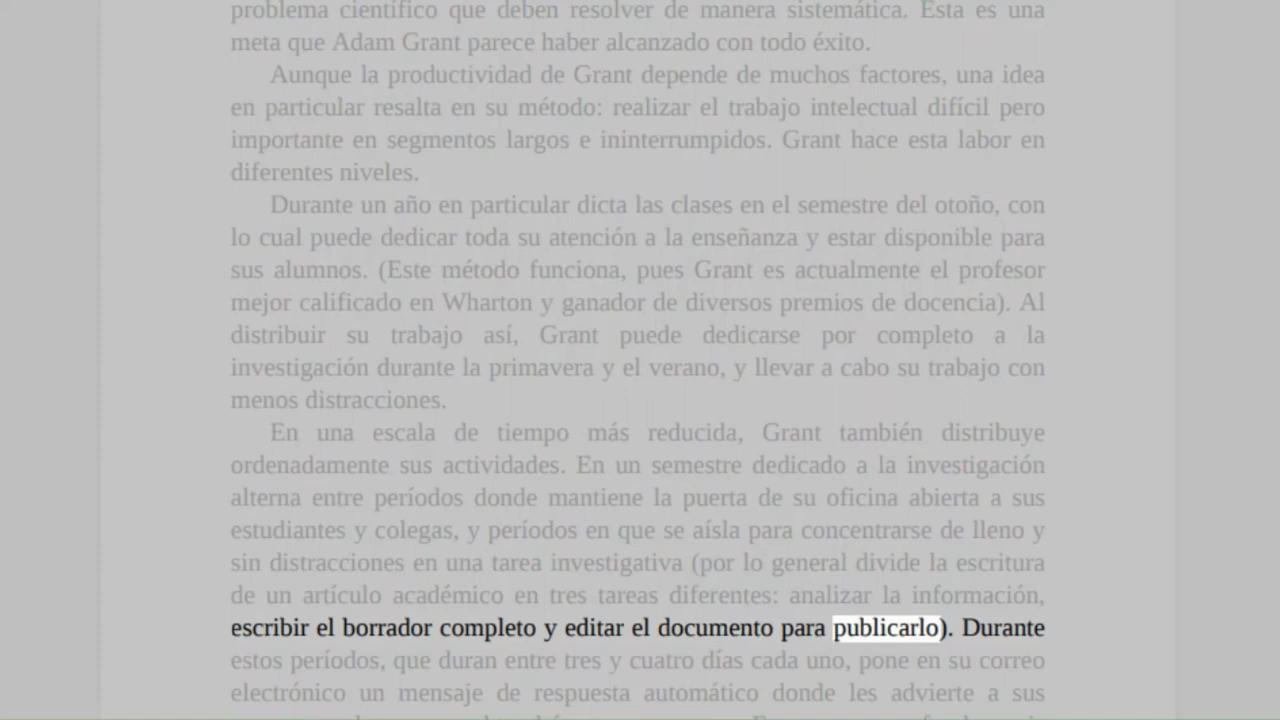 problema científico que deben resolver de manera sistemática. Esta es una
meta que Adam Grant parece haber alcanzado con todo éxito.
Aunque la productividad de Grant depende de muchos factores, una idea
en particular resalta en su método: realizar el trabajo intelectual difícil pero
importante en segmentos largos e ininterrumpidos. Grant hace esta labor en
diferentes niveles.
Durante un año en particular dicta las clases en el semestre del otoño, con
lo cual puede dedicar toda su atención a la enseñanza y estar disponible para
sus alumnos. (Este método funciona, pues Grant es actualmente el profesor
mejor calificado en Wharton y ganador de diversos premios de docencia). Al
distribuir su trabajo así, Grant puede dedicarse por completo a la
investigación durante la primavera y el verano, y llevar a cabo su trabajo con
menos distracciones.
En una escala de tiempo más reducida, Grant también distribuye
ordenadamente sus actividades. En un semestre dedicado a la investigación
alterna entre períodos donde mantiene la puerta de su oficina abierta a sus
estudiantes y colegas, y períodos en que se aísla para concentrarse de lleno y
sin distracciones en una tarea investigativa (por lo general divide la escritura
de un artículo académico en tres tareas diferentes: analizar la información,
escribir el borrador completo y editar el documento para publicarlo). Durante
estos períodos, que duran entre tres y cuatro días cada uno, pone en su correo
electrónico un mensaje de respuesta automático donde les advierte a sus